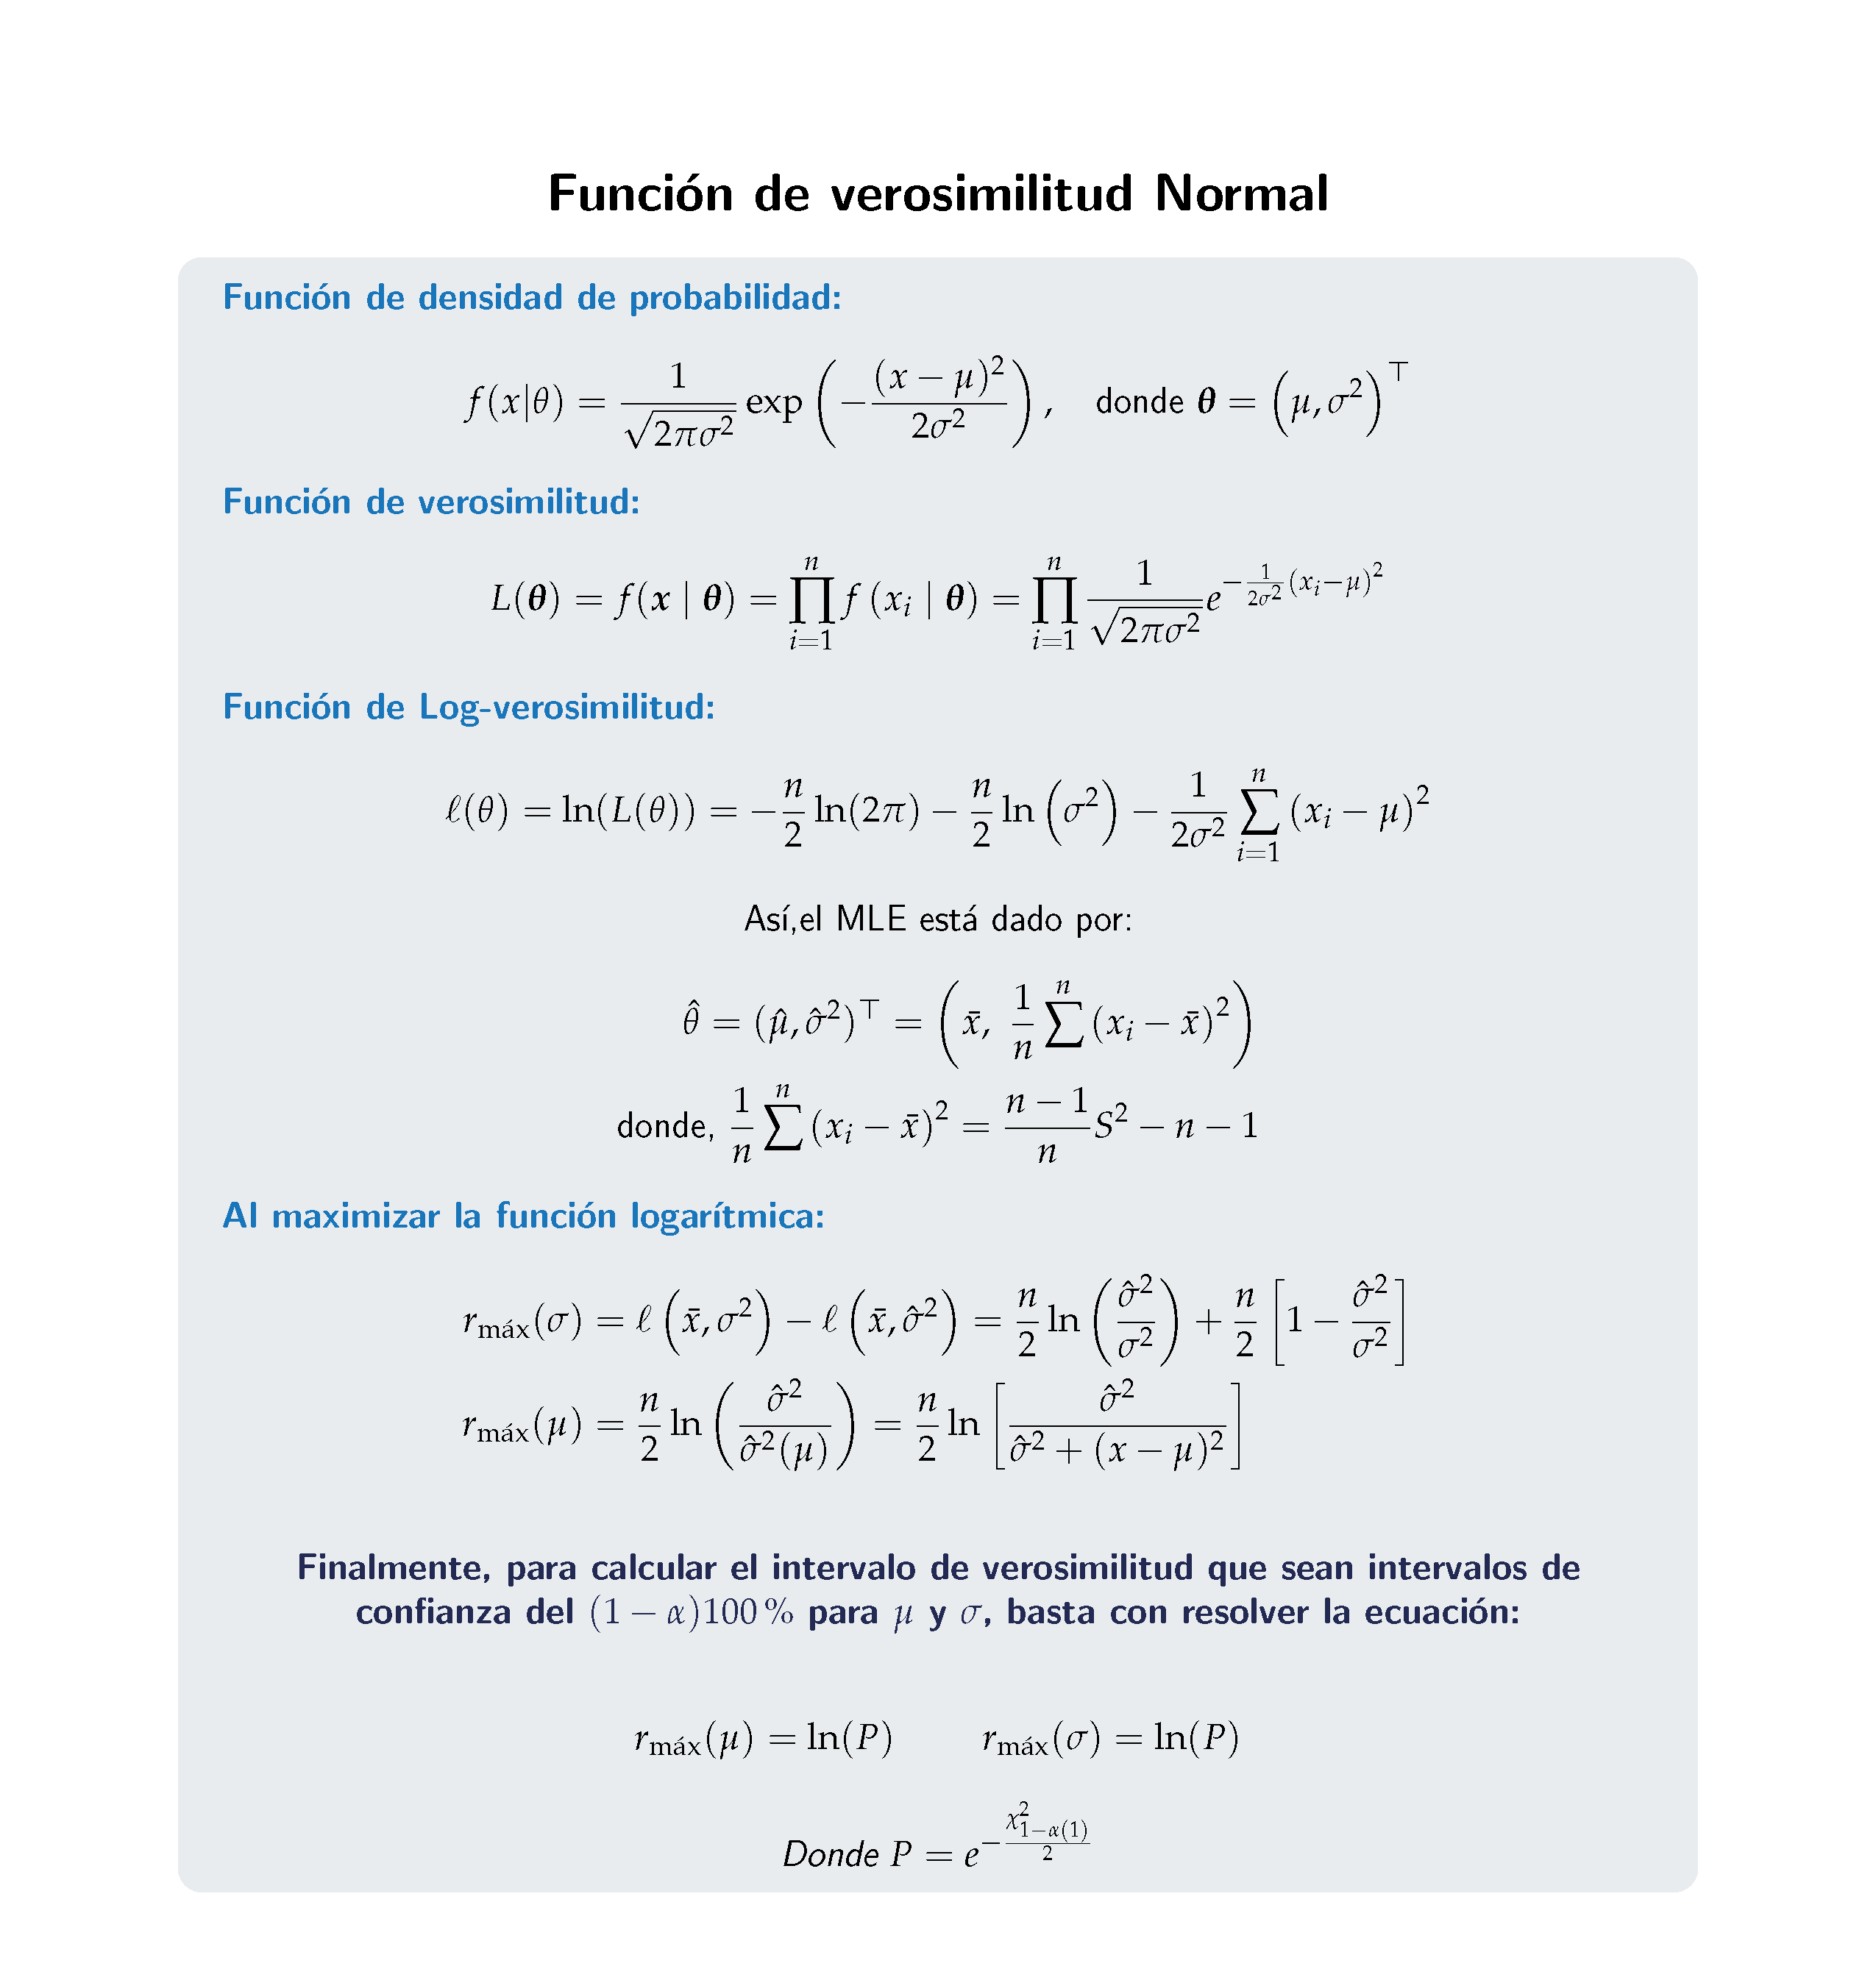 Función de verosimilitud Normal
Función de densidad de probabilidad:
$f(x|\theta) = \frac{1}{\sqrt{2\pi\sigma^2}} \exp\left(-\frac{(x-\mu)^2}{2\sigma^2}\right), \quad \text{donde } \boldsymbol{\theta} = \left(\mu, \sigma^2\right)^\top$
Función de verosimilitud:
$L(\boldsymbol{\theta}) = f(\boldsymbol{x} \mid \boldsymbol{\theta}) = \prod_{i=1}^{n} f\left(x_i \mid \boldsymbol{\theta}\right) = \prod_{i=1}^{n} \frac{1}{\sqrt{2\pi\sigma^2}} e^{-\frac{1}{2\sigma^2}(x_i-\mu)^2}$
Función de Log-verosimilitud:
$\ell(\theta) = \ln(L(\theta)) = -\frac{n}{2}\ln(2\pi) - \frac{n}{2}\ln\left(\sigma^2\right) - \frac{1}{2\sigma^2}\sum_{i=1}^{n}\left(x_i-\mu\right)^2$
Así,el MLE está dado por:
$\hat{\theta} = (\hat{\mu}, \hat{\sigma}^2)^\top = \left(\bar{x}, \frac{1}{n}\sum^{n}\left(x_i-\bar{x}\right)^2\right)$
donde, $\frac{1}{n}\sum^{n}\left(x_i-\bar{x}\right)^2 = \frac{n-1}{n}S^2 - n - 1$
Al maximizar la función logarítmica:
$r_{\text{máx}}(\sigma) = \ell\left(\bar{x}, \sigma^2\right) - \ell\left(\bar{x}, \hat{\sigma}^2\right) = \frac{n}{2}\ln\left(\frac{\hat{\sigma}^2}{\sigma^2}\right) + \frac{n}{2}\left[1 - \frac{\hat{\sigma}^2}{\sigma^2}\right]$
$r_{\text{máx}}(\mu) = \frac{n}{2}\ln\left(\frac{\hat{\sigma}^2}{\hat{\sigma}^2(\mu)}\right) = \frac{n}{2}\ln\left[\frac{\hat{\sigma}^2}{\hat{\sigma}^2 + (x-\mu)^2}\right]$
Finalmente, para calcular el intervalo de verosimilitud que sean intervalos de
confianza del $(1-\alpha)100\,\%$ para $\mu$ y $\sigma$, basta con resolver la ecuación:
$r_{\text{máx}}(\mu) = \ln(P) \qquad r_{\text{máx}}(\sigma) = \ln(P)$
Donde $P = e^{-\frac{x^2_{1-\alpha(1)}}{2}}$